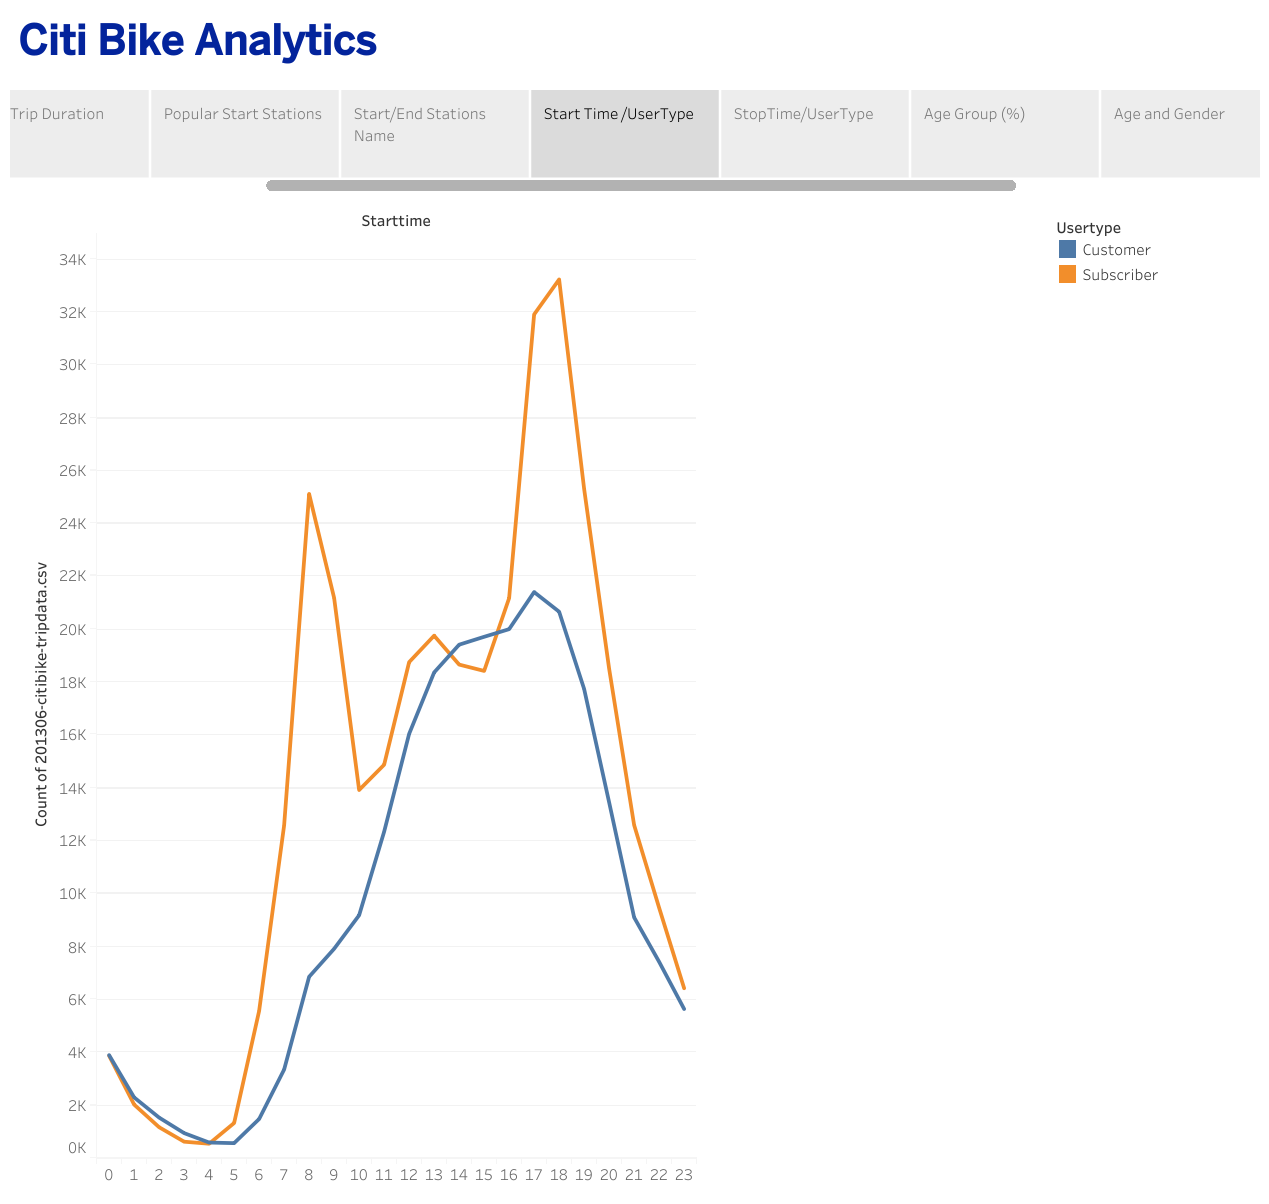 Citi Bike Analytics
Trip Duration
Popular Start Stations
Start/End Stations
Name
Start Time /UserType
StopTime/UserType
Age Group (%)
Age and Gender
Starttime
Usertype
Customer
Subscriber
Count of 201306-citibike-tripdata.csv
34K
32K
30K
28K
26K
24K
22K
20K
18K
16K
14K
12K
10K
8K
6K
4K
2K
0K
0 1 2 3 4 5 6 7 8 9 10 11 12 13 14 15 16 17 18 19 20 21 22 23